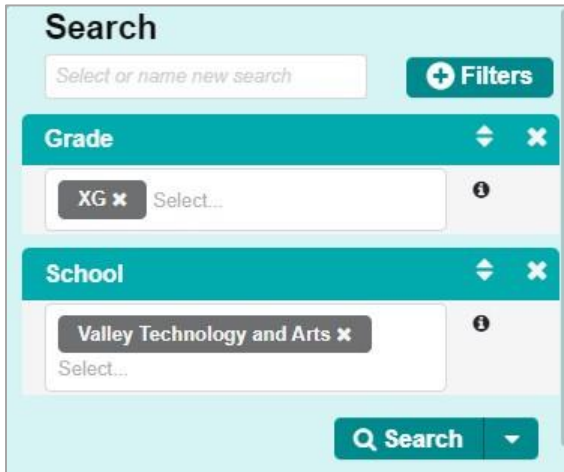 Search
Select or name new search
Filters
Grade
XG
Select...
School
Valley Technology and Arts
Select...
Search